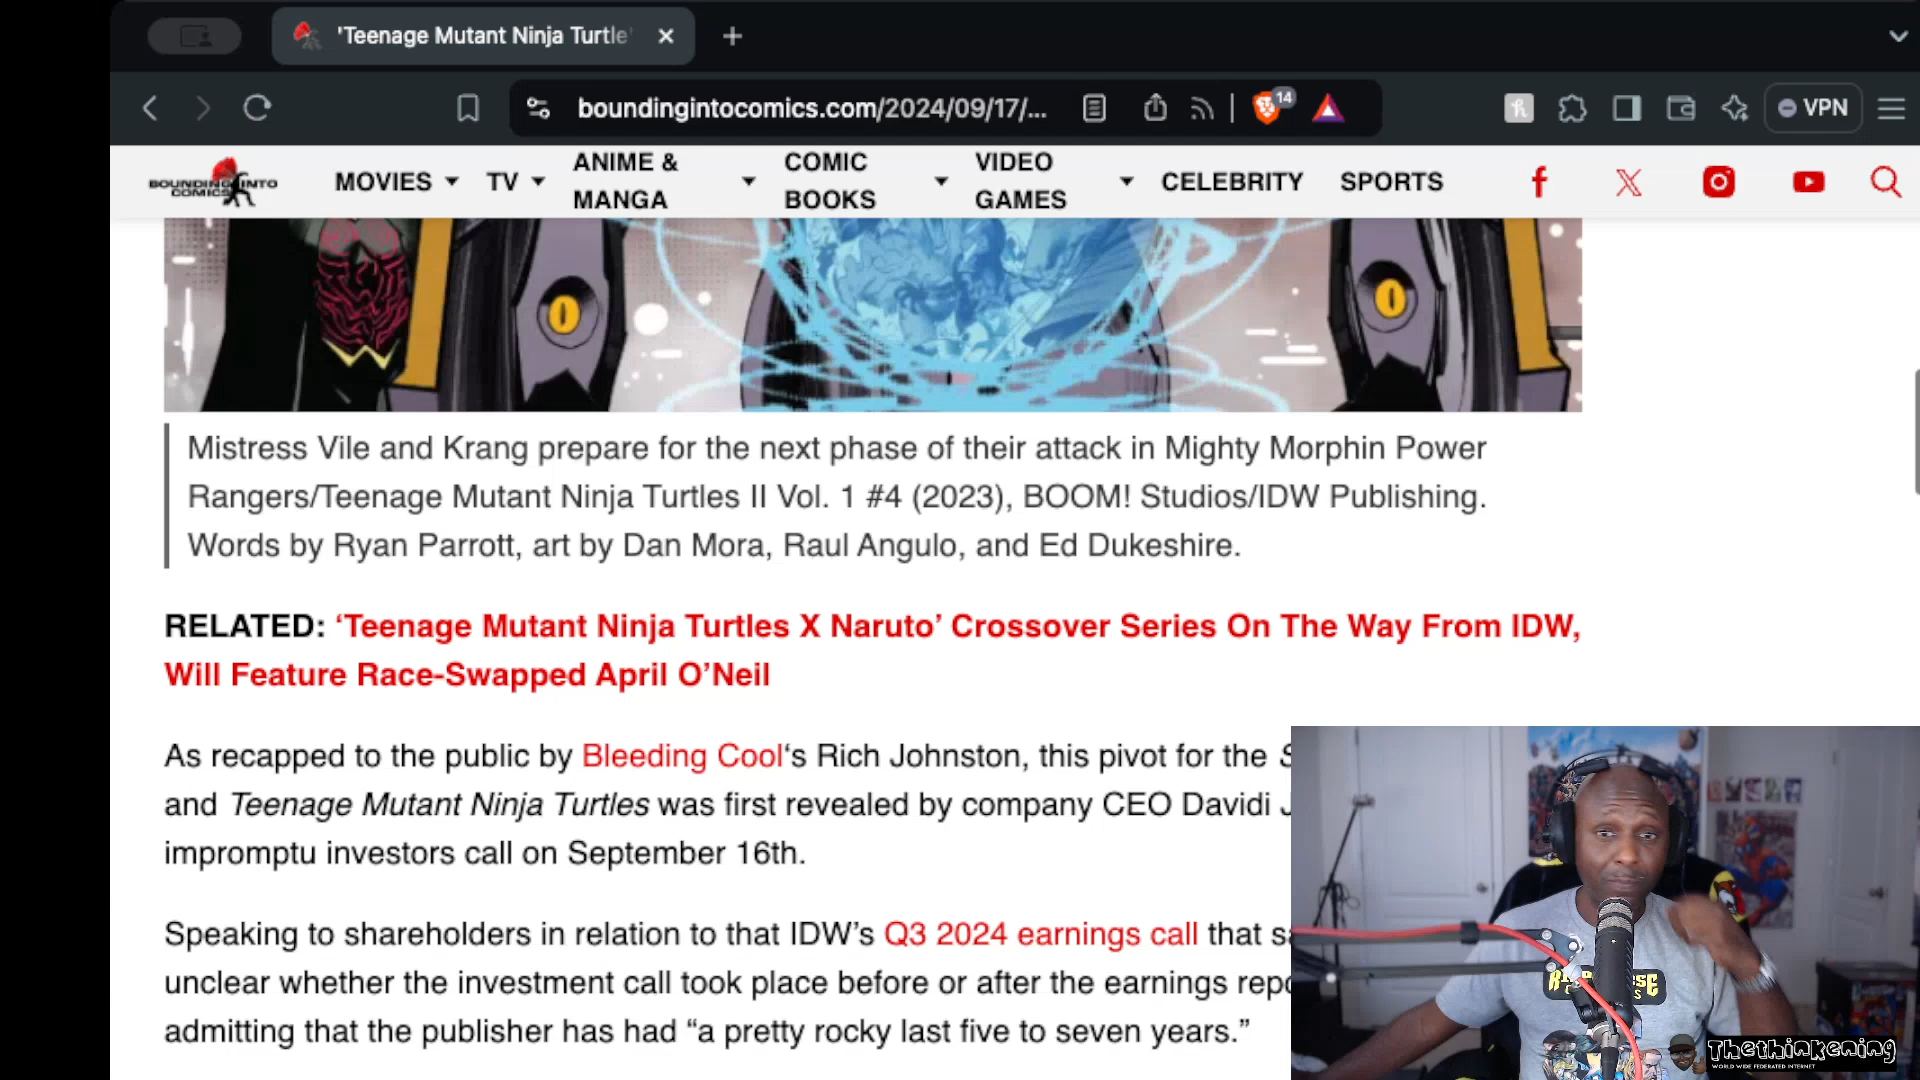 'Teenage Mutant Ninja Turtle'
boundingintocomics.com/2024/09/17/...
14
VPN
BOUNDING INTO
COMICS
MOVIES
TV
ANIME &
MANGA
COMIC
BOOKS
VIDEO
GAMES
CELEBRITY
SPORTS
Mistress Vile and Krang prepare for the next phase of their attack in Mighty Morphin Power
Rangers/Teenage Mutant Ninja Turtles II Vol. 1 #4 (2023), BOOM! Studios/IDW Publishing.
Words by Ryan Parrott, art by Dan Mora, Raul Angulo, and Ed Dukeshire.
RELATED: ‘Teenage Mutant Ninja Turtles X Naruto’ Crossover Series On The Way From IDW,
Will Feature Race-Swapped April O’Neil
As recapped to the public by Bleeding Cool‘s Rich Johnston, this pivot for the
and Teenage Mutant Ninja Turtles was first revealed by company CEO Davidi
impromptu investors call on September 16th.
Speaking to shareholders in relation to that IDW’s Q3 2024 earnings call that
unclear whether the investment call took place before or after the earnings
admitting that the publisher has had “a pretty rocky last five to seven years.”
Thethinkening
WORLD WIDE FEDERATED INTERNET